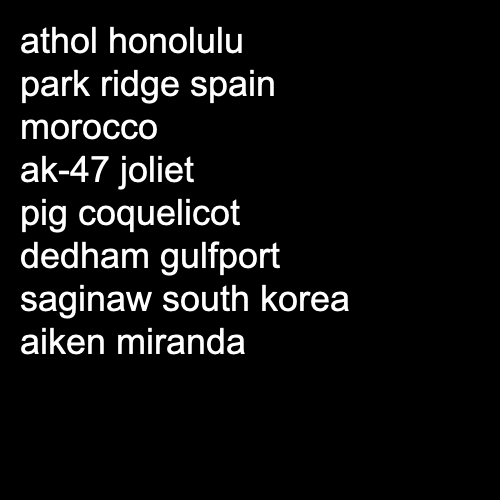 athol honolulu
park ridge spain
morocco
ak-47 joliet
pig coquelicot
dedham gulfport
saginaw south korea
aiken miranda